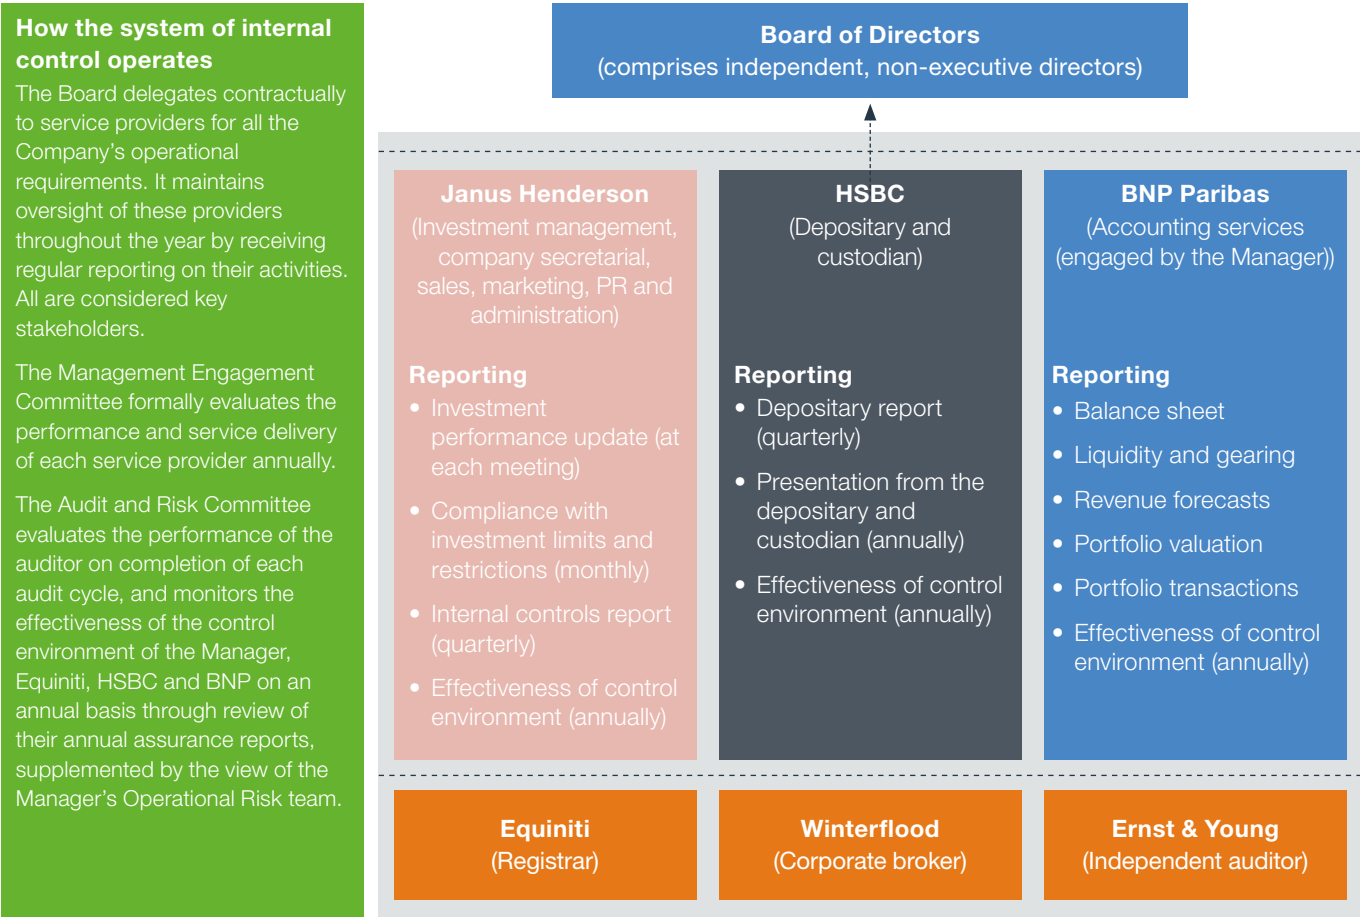 How the system of internal
control operates
The Board delegates contractually
to service providers for all the
Company’s operational
requirements. It maintains
oversight of these providers
throughout the year by receiving
regular reporting on their activities.
All are considered key
stakeholders.
The Management Engagement
Committee formally evaluates the
performance and service delivery
of each service provider annually.
The Audit and Risk Committee
evaluates the performance of the
auditor on completion of each
audit cycle, and monitors the
effectiveness of the control
environment of the Manager,
Equiniti, HSBC and BNP on an
annual basis through review of
their annual assurance reports,
supplemented by the view of the
Manager’s Operational Risk team.
Board of Directors
(comprises independent, non-executive directors)
Janus Henderson
(Investment management,
company secretarial,
sales, marketing, PR and
administration)
Reporting
• Investment
performance update (at
each meeting)
• Compliance with
investment limits and
restrictions (monthly)
• Internal controls report
(quarterly)
• Effectiveness of control
environment (annually)
HSBC
(Depositary and
custodian)
Reporting
• Depositary report
(quarterly)
• Presentation from the
depositary and
custodian (annually)
• Effectiveness of control
environment (annually)
BNP Paribas
(Accounting services
(engaged by the Manager))
Reporting
• Balance sheet
• Liquidity and gearing
• Revenue forecasts
• Portfolio valuation
• Portfolio transactions
• Effectiveness of control
environment (annually)
Equiniti
(Registrar)
Winterflood
(Corporate broker)
Ernst & Young
(Independent auditor)